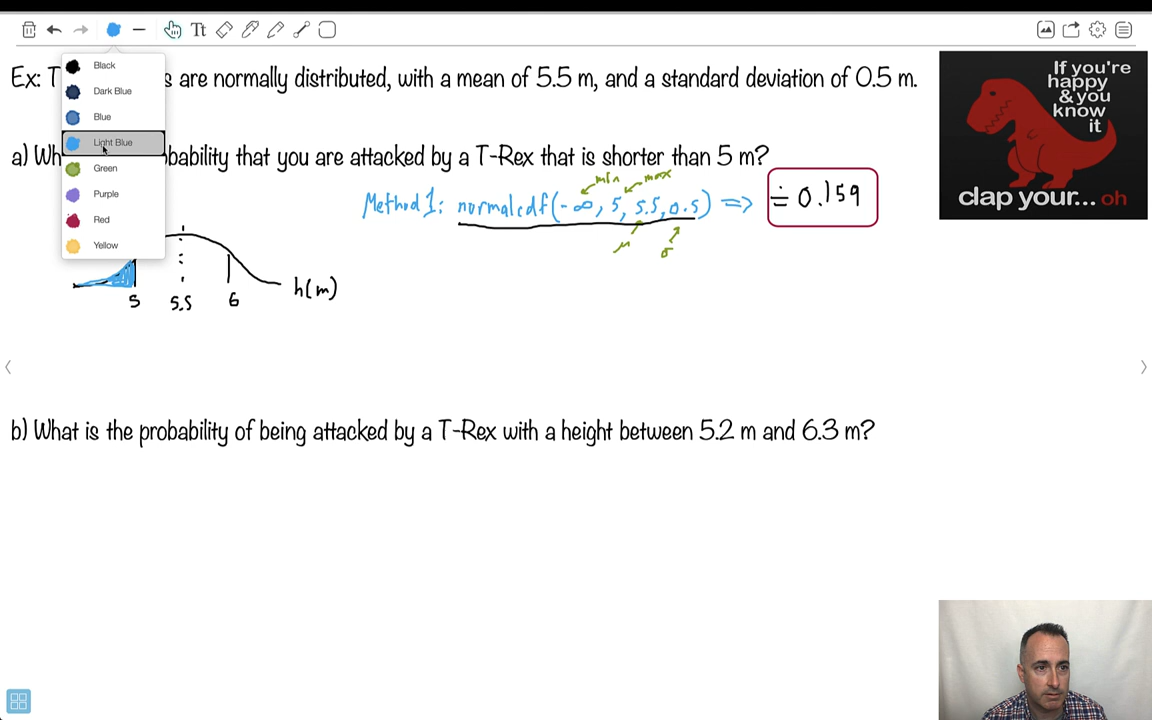 Tt
Black
Dark Blue
Blue
Light Blue
Green
Purple
Red
Yellow
Ex: T s are normally distributed, with a mean of 5.5 m, and a standard deviation of 0.5 m.
a) Wh bability that you are attacked by a T-Rex that is shorter than 5 m?
min max
Method 1: normalcdf(-∞, 5, 5.5, 0.5) => ≐ 0.159
μ σ
5 5.5 6 h(m)
If you're
happy
& you
know
it
clap your... oh
b) What is the probability of being attacked by a T-Rex with a height between 5.2 m and 6.3 m?